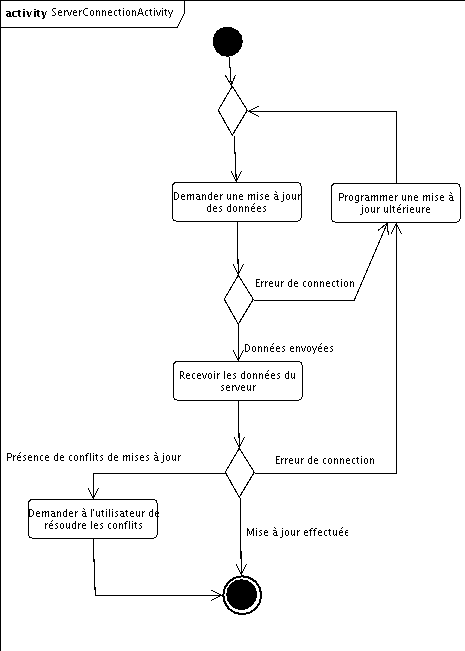 activity ServerConnectionActivity
Demander une mise à jour
des données
Programmer une mise à
jour ultérieure
Erreur de connection
Données envoyées
Recevoir les données du
serveur
Présence de conflits de mises à jour
Erreur de connection
Demander à l'utilisateur de
résoudre les conflits
Mise à jour effectuée